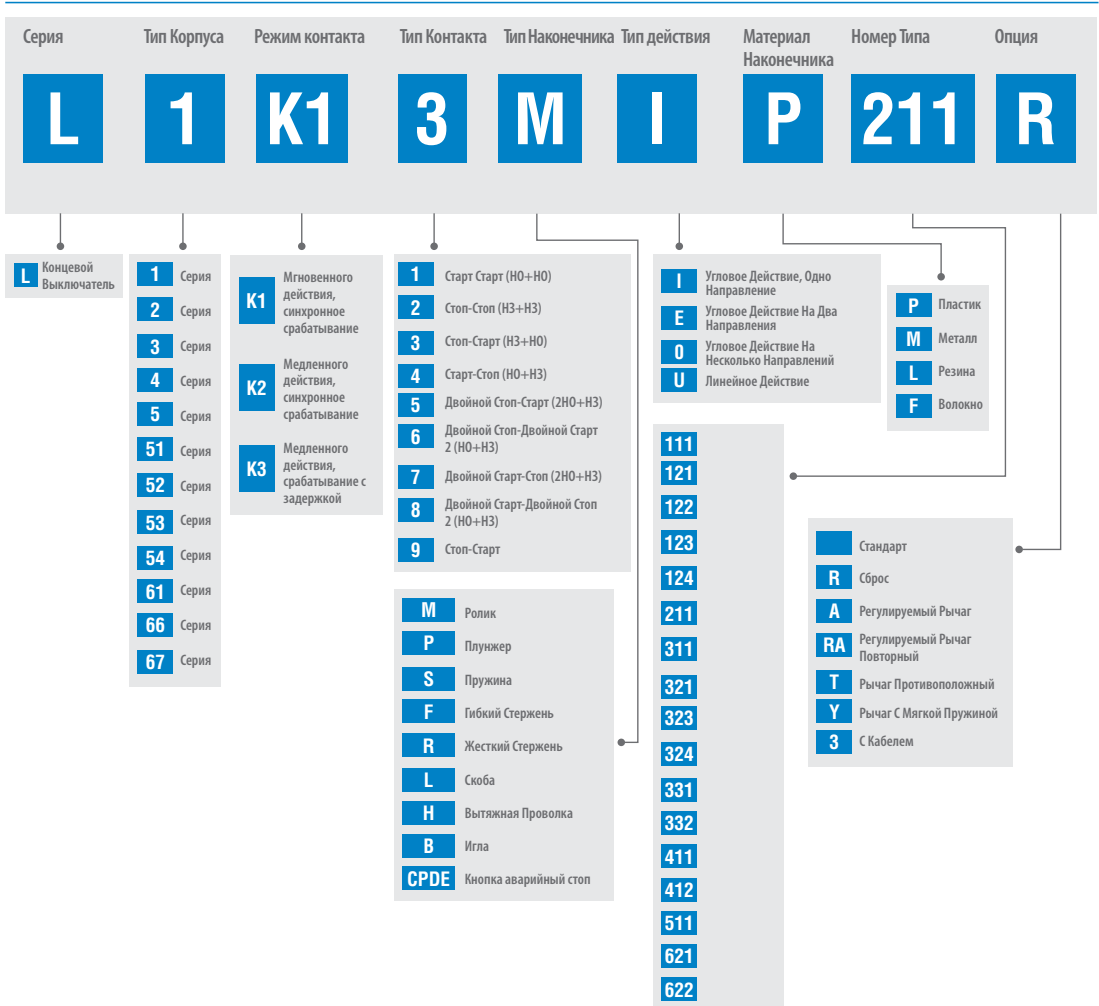 Серия
Тип Корпуса
Режим контакта
Тип Контакта
Тип Наконечника
Тип действия
Материал
Наконечника
Номер Типа
Опция
L
1
K1
3
M
I
P
211
R
L
Концевой
Выключатель
1 Серия
2 Серия
3 Серия
4 Серия
5 Серия
51 Серия
52 Серия
53 Серия
54 Серия
61 Серия
66 Серия
67 Серия
K1
Мгновенного
действия,
синхронное
срабатывание
K2
Медленного
действия,
синхронное
срабатывание
K3
Медленного
действия,
срабатывание с
задержкой
1 Старт Старт (НО+НО)
2 Стоп-Стоп (НЗ+НЗ)
3 Стоп-Старт (НЗ+НО)
4 Старт-Стоп (НО+НЗ)
5 Двойной Стоп-Старт (2НО+НЗ)
6 Двойной Стоп-Двойной Старт
2 (НО+НЗ)
7 Двойной Старт-Стоп (2НО+НЗ)
8 Двойной Старт-Двойной Стоп
2 (НО+НЗ)
9 Стоп-Старт
M Ролик
P Плунжер
S Пружина
F Гибкий Стержень
R Жесткий Стержень
L Скоба
H Вытяжная Проволка
B Игла
CPDE Кнопка аварийный стоп
I Угловое Действие, Одно
Направление
E Угловое Действие На Два
Направления
0 Угловое Действие На
Несколько Направлений
U Линейное Действие
P Пластик
M Металл
L Резина
F Волокно
111
121
122
123
124
211
311
321
323
324
331
332
411
412
511
621
622
Стандарт
R Сброс
A Регулируемый Рычаг
RA Регулируемый Рычаг
Повторный
T Рычаг Противоположный
Y Рычаг С Мягкой Пружиной
3 С Кабелем